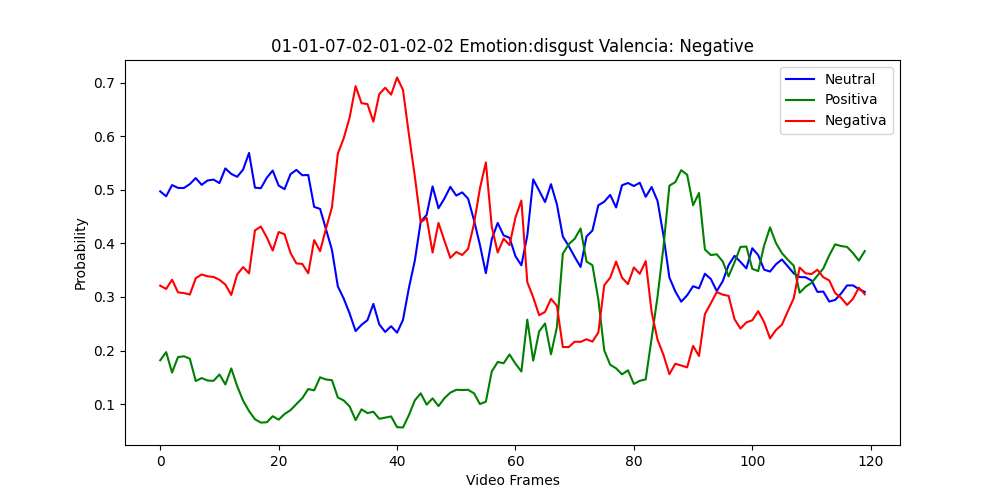 01-01-07-02-01-02-02 Emotion:disgust Valencia: Negative
Neutral
Positiva
Negativa
Probability
0.7
0.6
0.5
0.4
0.3
0.2
0.1
0 20 40 60 80 100 120
Video Frames